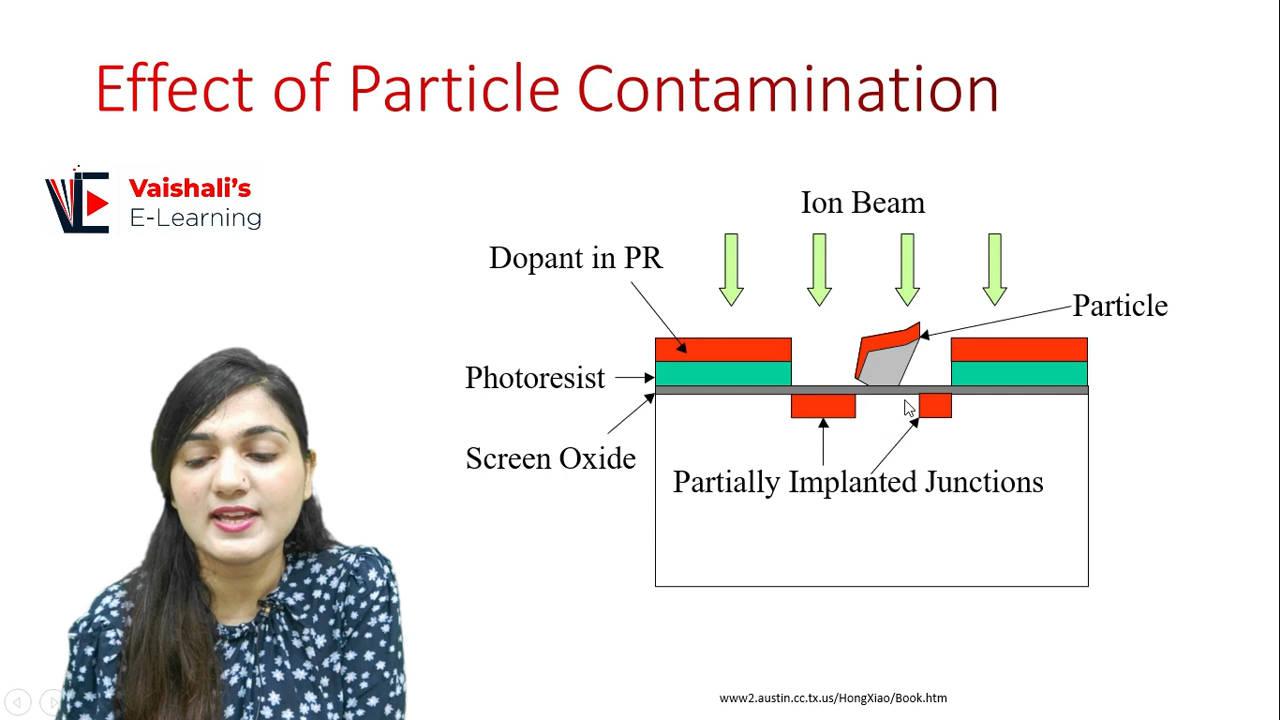 Effect of Particle Contamination
Vaishali's
E-Learning
Ion Beam
Dopant in PR
Particle
Photoresist
Screen Oxide
Partially Implanted Junctions
www2.austin.cc.tx.us/HongXiao/Book.htm